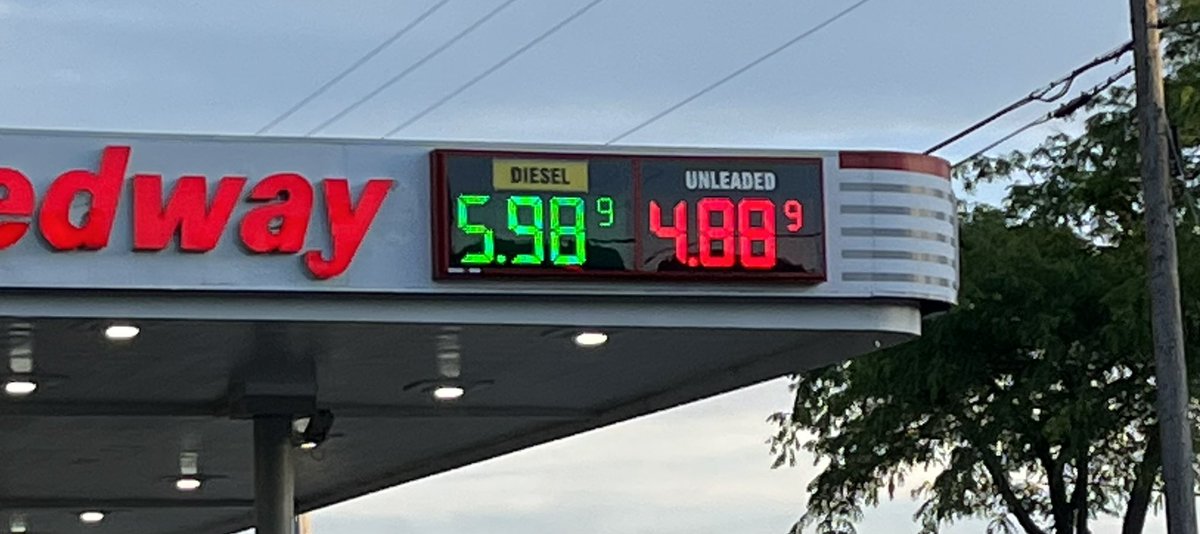 edway
DIESEL
5.98 9
UNLEADED
4.88 9